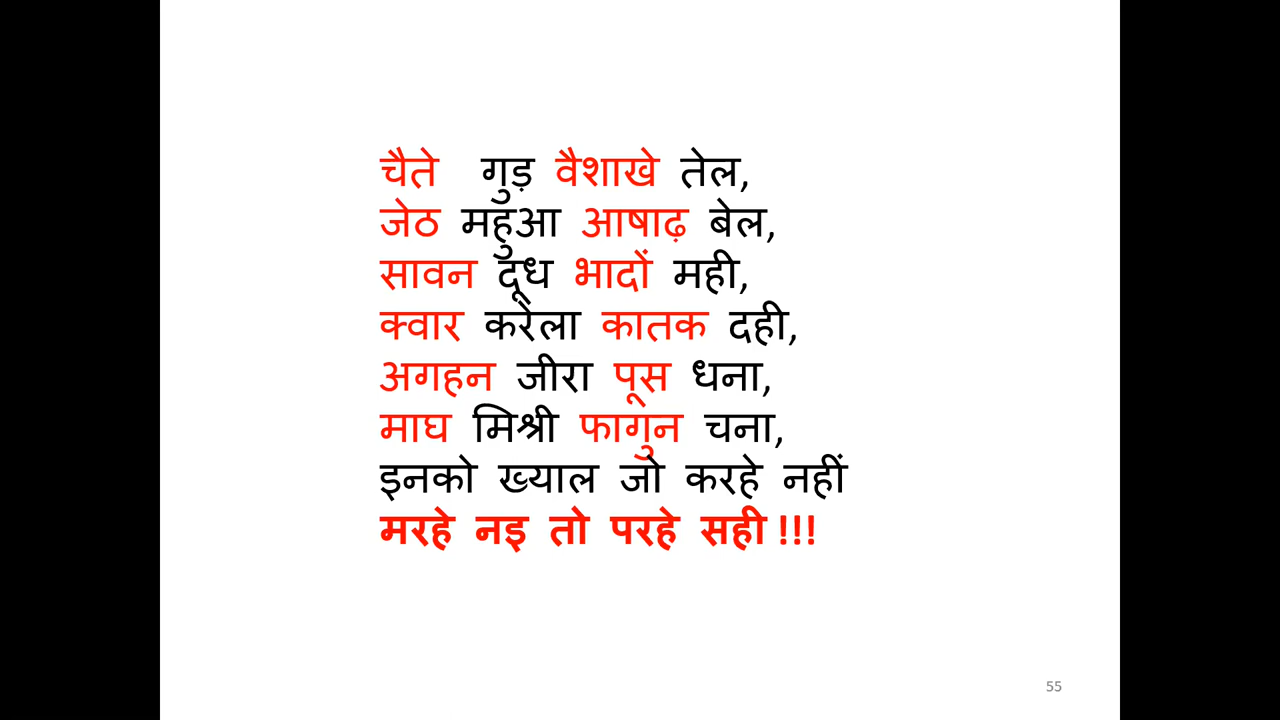 चैते गुड़ वैशाखे तेल,
जेठ महुआ आषाढ़ बेल,
सावन दूध भादों मही,
क्वार करेला कातक दही,
अगहन जीरा पूस धना,
माघ मिश्री फागुन चना,
इनको ख्याल जो करहे नहीं
मरहे नइ तो परहे सही !!!
55